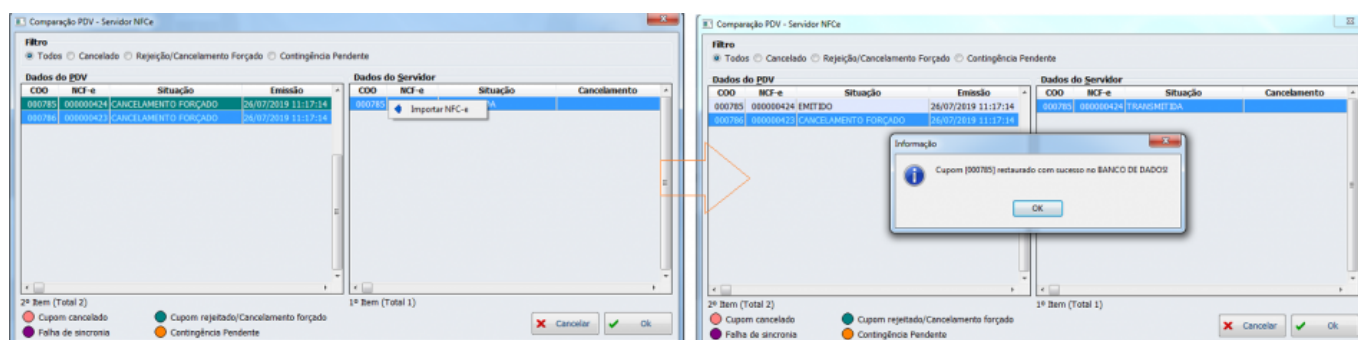 Comparação PDV - Servidor NFCe
Filtro
Todos Cancelado Rejeição/Cancelamento Forçado Contingência Pendente
Dados do PDV
COO NCF-e Situação Emissão
000785 000000424 CANCELAMENTO FORÇADO 26/07/2019 11:17:14
000786 000000423 CANCELAMENTO FORÇADO 26/07/2019 11:17:14
2º Item (Total 2)
Dados do Servidor
COO NCF-e Situação Cancelamento
000785
Importar NFC-e
1º Item (Total 1)
Cupom cancelado
Cupom rejeitado/Cancelamento forçado
Falha de sincronia
Contingência Pendente
Cancelar
Ok
Comparação PDV - Servidor NFCe
Filtro
Todos Cancelado Rejeição/Cancelamento Forçado Contingência Pendente
Dados do PDV
COO NCF-e Situação Emissão
000785 000000424 EMITIDO 26/07/2019 11:17:14
000786 000000423 CANCELAMENTO FORÇADO 26/07/2019 11:17:14
2º Item (Total 2)
Dados do Servidor
COO NCF-e Situação Cancelamento
000785 000000424 TRANSMITIDA
1º Item (Total 1)
Informação
Cupom [000785] restaurado com sucesso no BANCO DE DADOS!
OK
Cupom cancelado
Cupom rejeitado/Cancelamento forçado
Falha de sincronia
Contingência Pendente
Cancelar
Ok